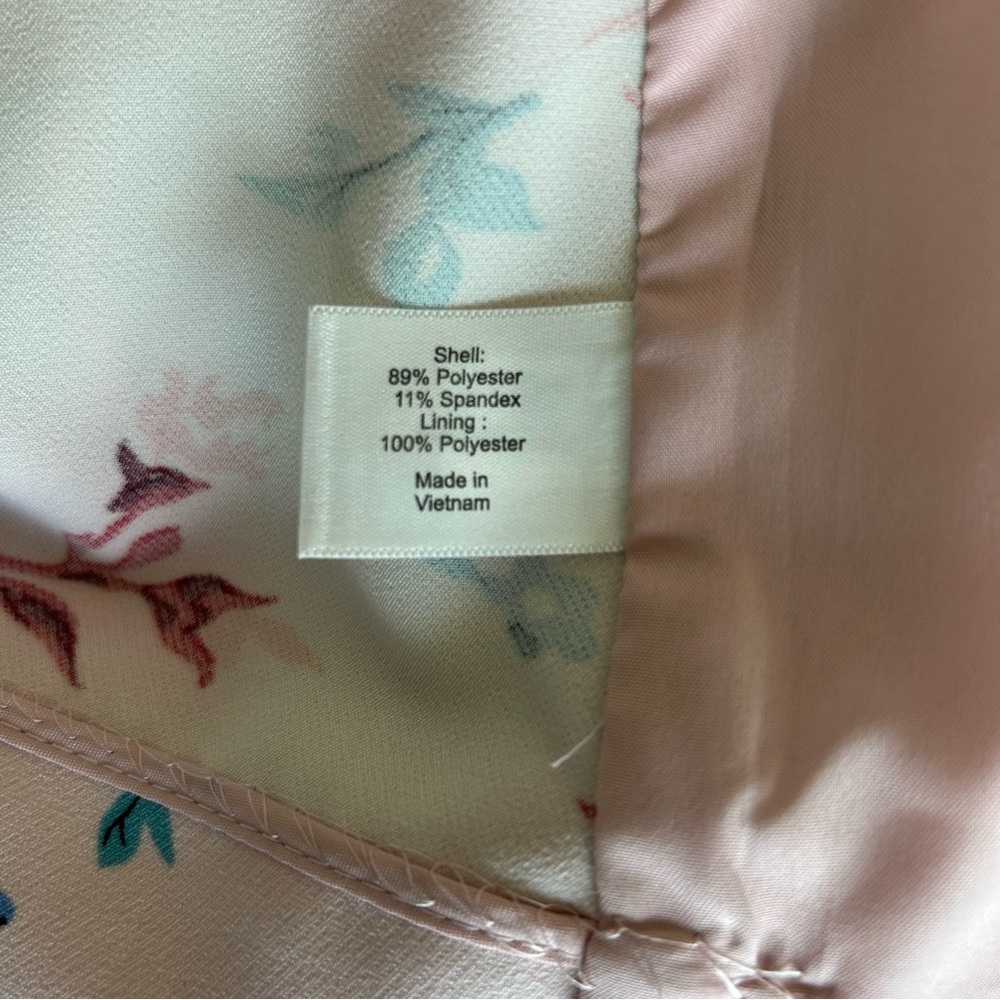 Shell:
89% Polyester
11% Spandex
Lining :
100% Polyester
Made in
Vietnam